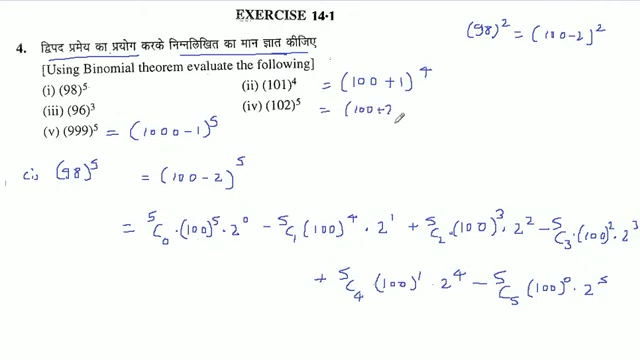 EXERCISE 14·1
(98)² = (100-2)²
4. द्विपद प्रमेय का प्रयोग करके निम्नलिखित का मान ज्ञात कीजिए
[Using Binomial theorem evaluate the following]
(i) (98)⁵ (ii) (101)⁴ = (100 + 1)⁴
(iii) (96)³ (iv) (102)⁵ = (100+2
(v) (999)⁵ = (1000 - 1)⁵
(i) (98)⁵ = (100 - 2)⁵
= ⁵C₀·(100)⁵·2⁰ - ⁵C₁(100)⁴·2¹ + ⁵C₂·(100)³·2² - ⁵C₃·(100)²·2³
+ ⁵C₄(100)¹·2⁴ - ⁵C₅(100)⁰·2⁵